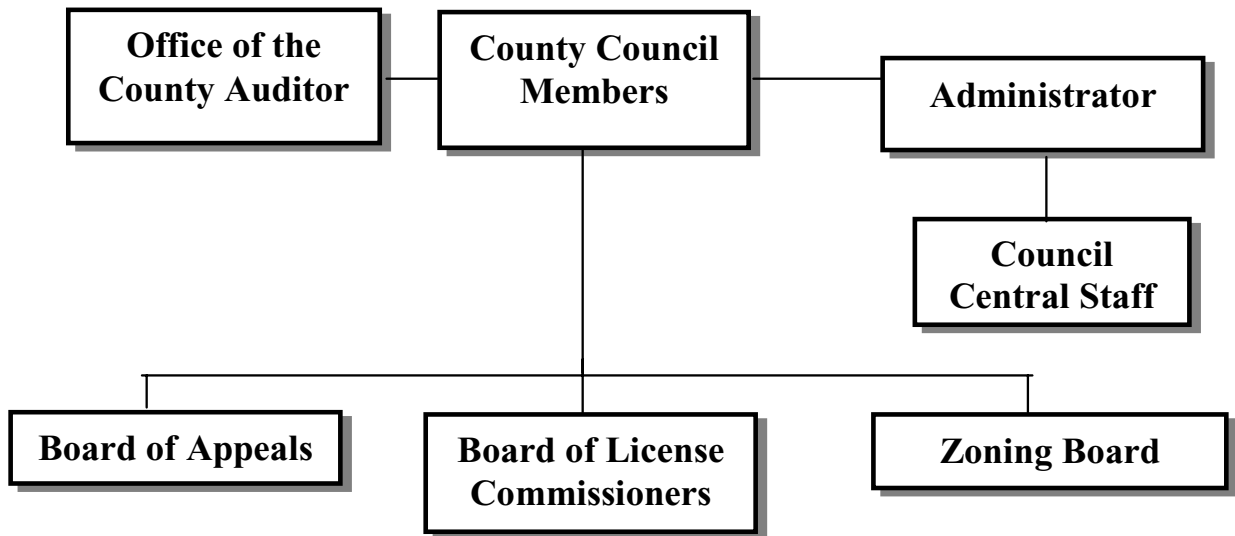 Office of the
County Auditor
County Council
Members
Administrator
Council
Central Staff
Board of Appeals
Board of License
Commissioners
Zoning Board